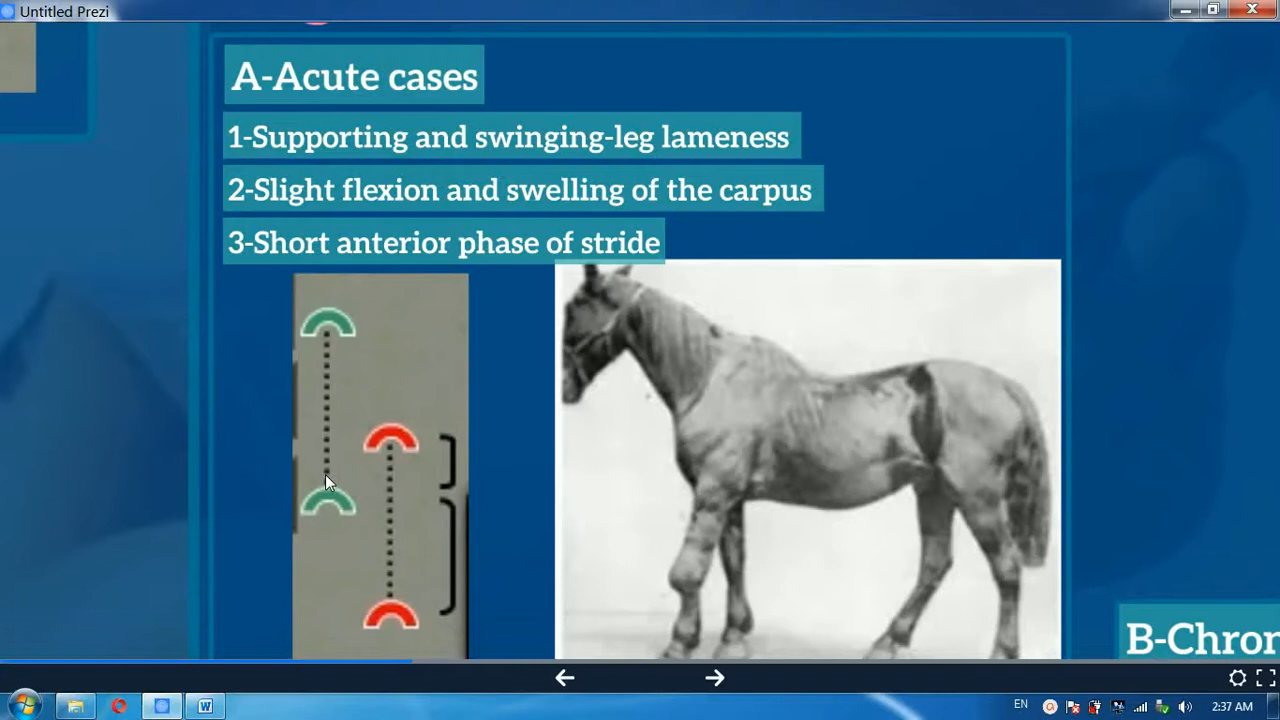 Untitled Prezi
A-Acute cases
1-Supporting and swinging-leg lameness
2-Slight flexion and swelling of the carpus
3-Short anterior phase of stride
B-Chron
EN
2:37 AM